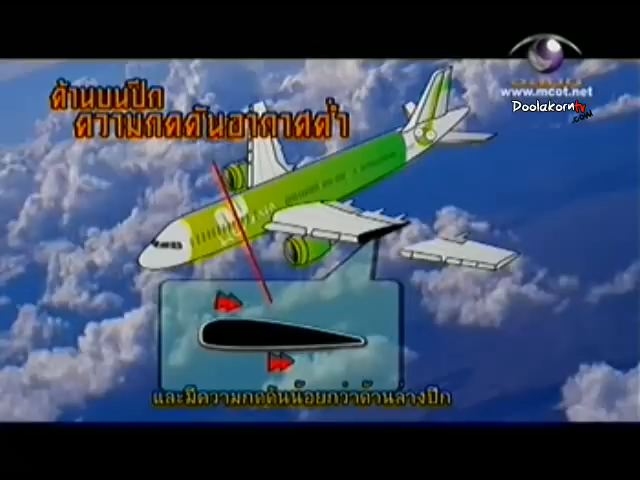 ด้านบนปีก
ความกดดันอากาศต่ำ
www.mcot.net
Doolakorntv
.com
และมีความกดดันน้อยกว่าด้านล่างปีก